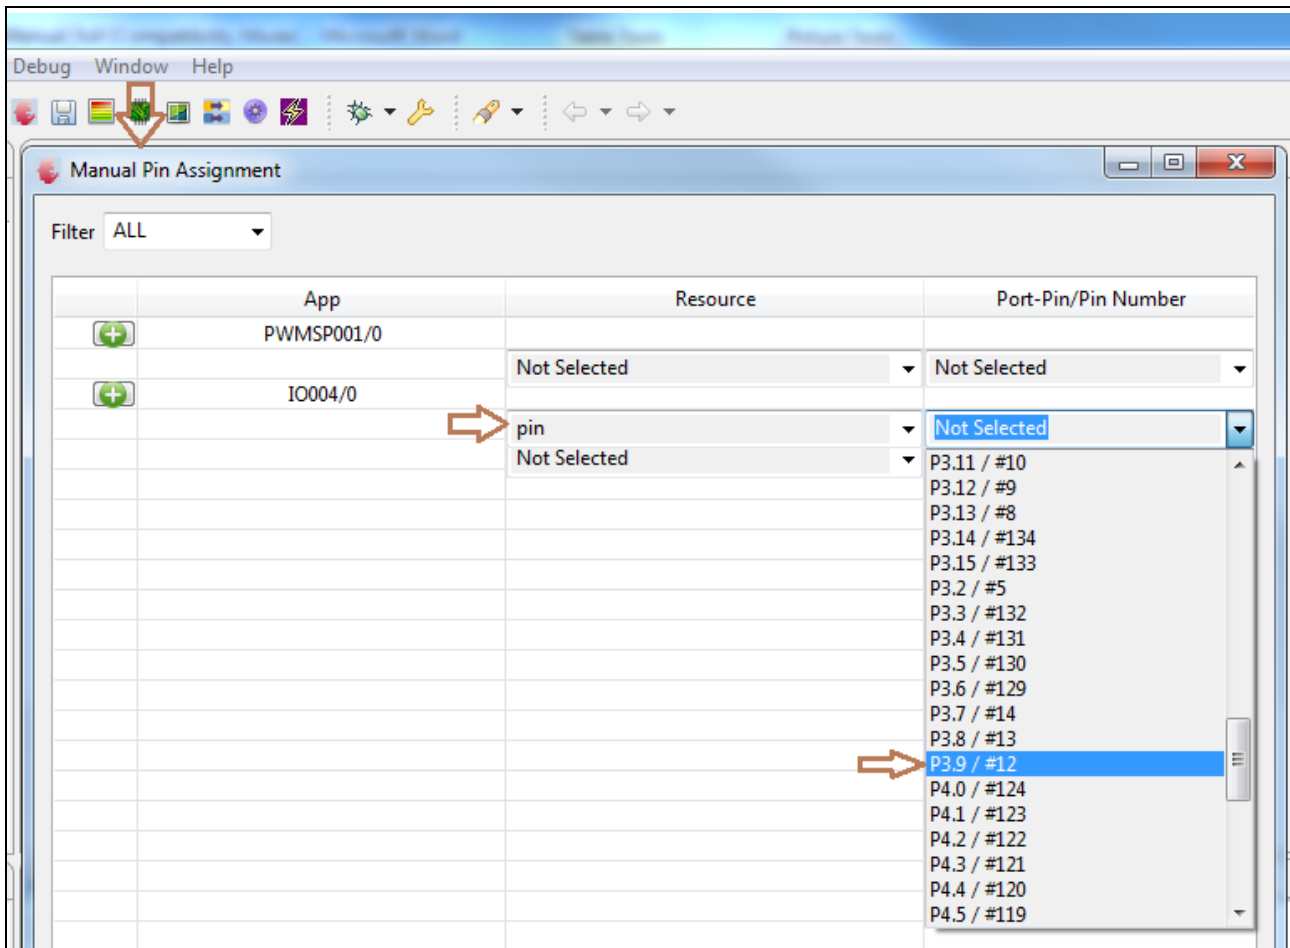 Debug Window Help
Manual Pin Assignment
Filter ALL
App Resource Port-Pin/Pin Number
PWMSP001/0
Not Selected Not Selected
IO004/0
pin Not Selected
Not Selected
P3.11 / #10
P3.12 / #9
P3.13 / #8
P3.14 / #134
P3.15 / #133
P3.2 / #5
P3.3 / #132
P3.4 / #131
P3.5 / #130
P3.6 / #129
P3.7 / #14
P3.8 / #13
P3.9 / #12
P4.0 / #124
P4.1 / #123
P4.2 / #122
P4.3 / #121
P4.4 / #120
P4.5 / #119